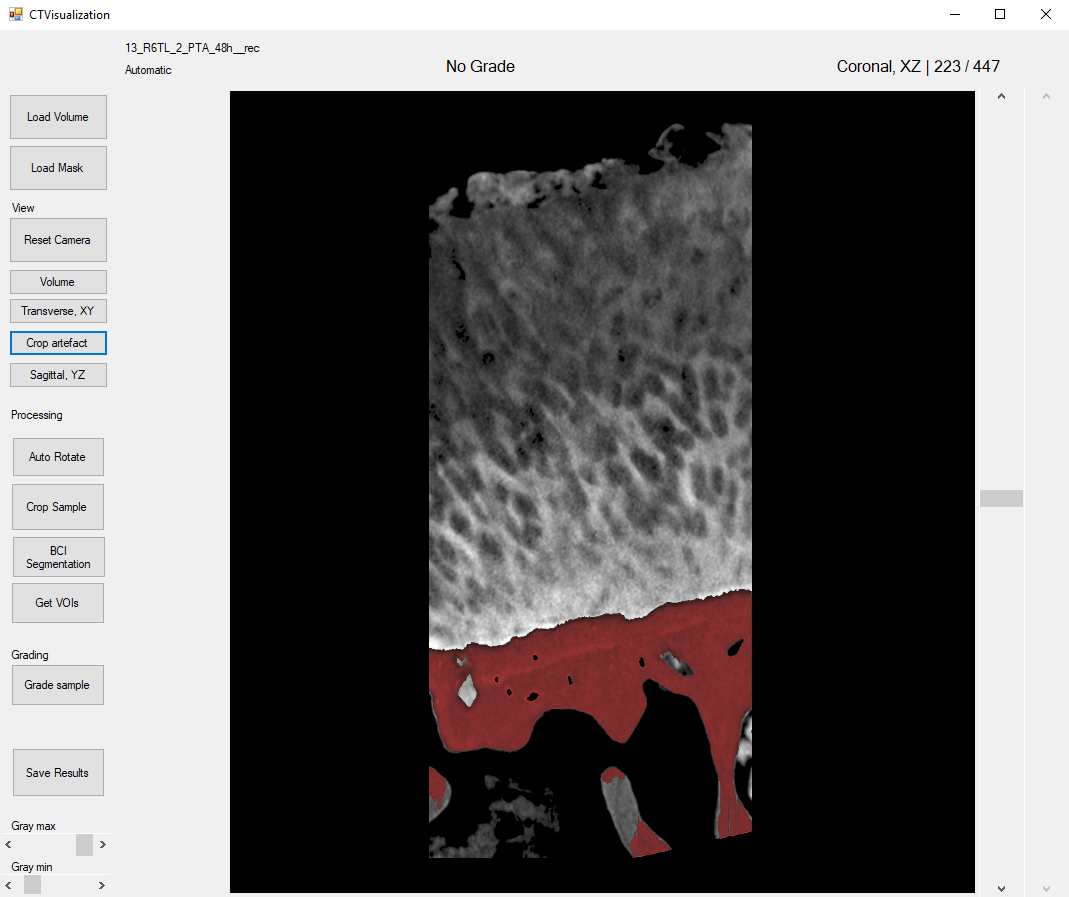 CTVisualization
13_R6TL_2_PTA_48h__rec
Automatic
No Grade
Coronal, XZ | 223 / 447
Load Volume
Load Mask
View
Reset Camera
Volume
Transverse, XY
Crop artefact
Sagittal, YZ
Processing
Auto Rotate
Crop Sample
BCI
Segmentation
Get VOIs
Grading
Grade sample
Save Results
Gray max
Gray min